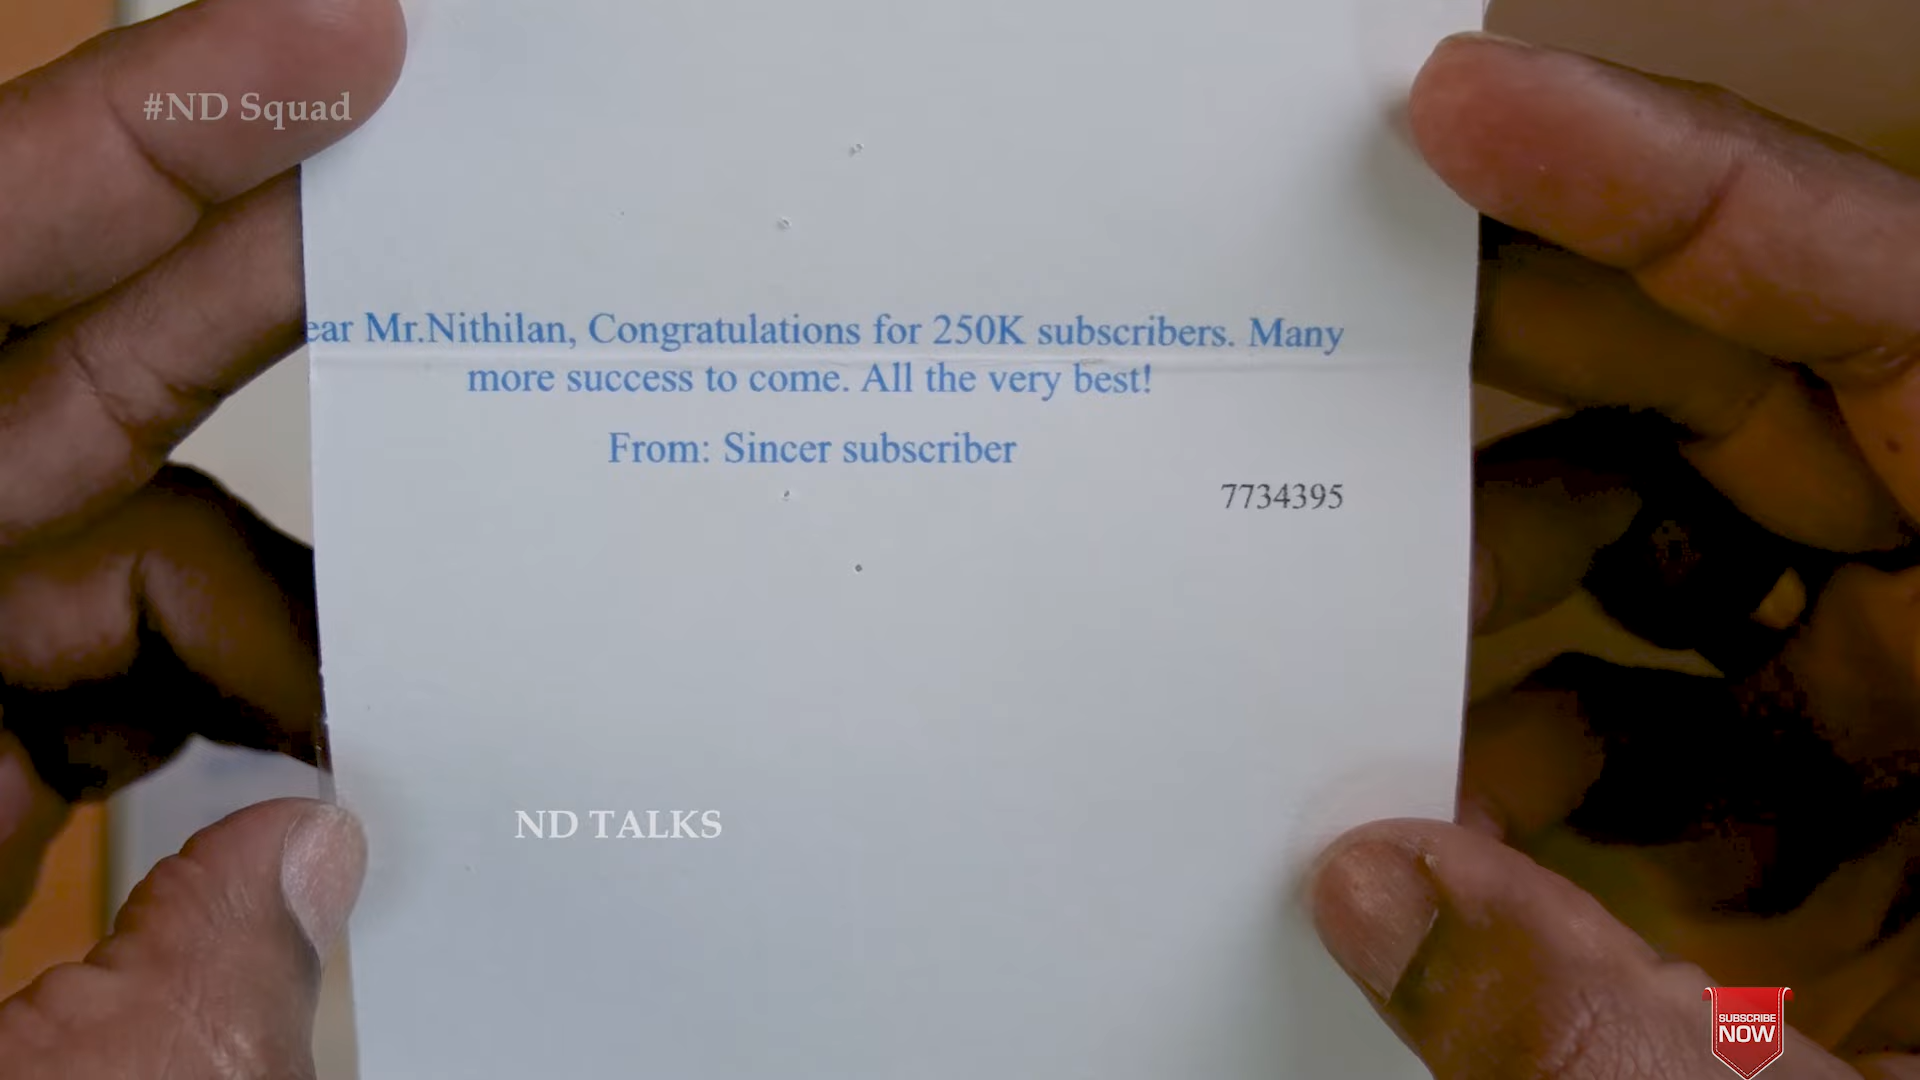 #ND Squad
ear Mr.Nithilan, Congratulations for 250K subscribers. Many
more success to come. All the very best!
From: Sincer subscriber
7734395
ND TALKS
SUBSCRIBE
NOW